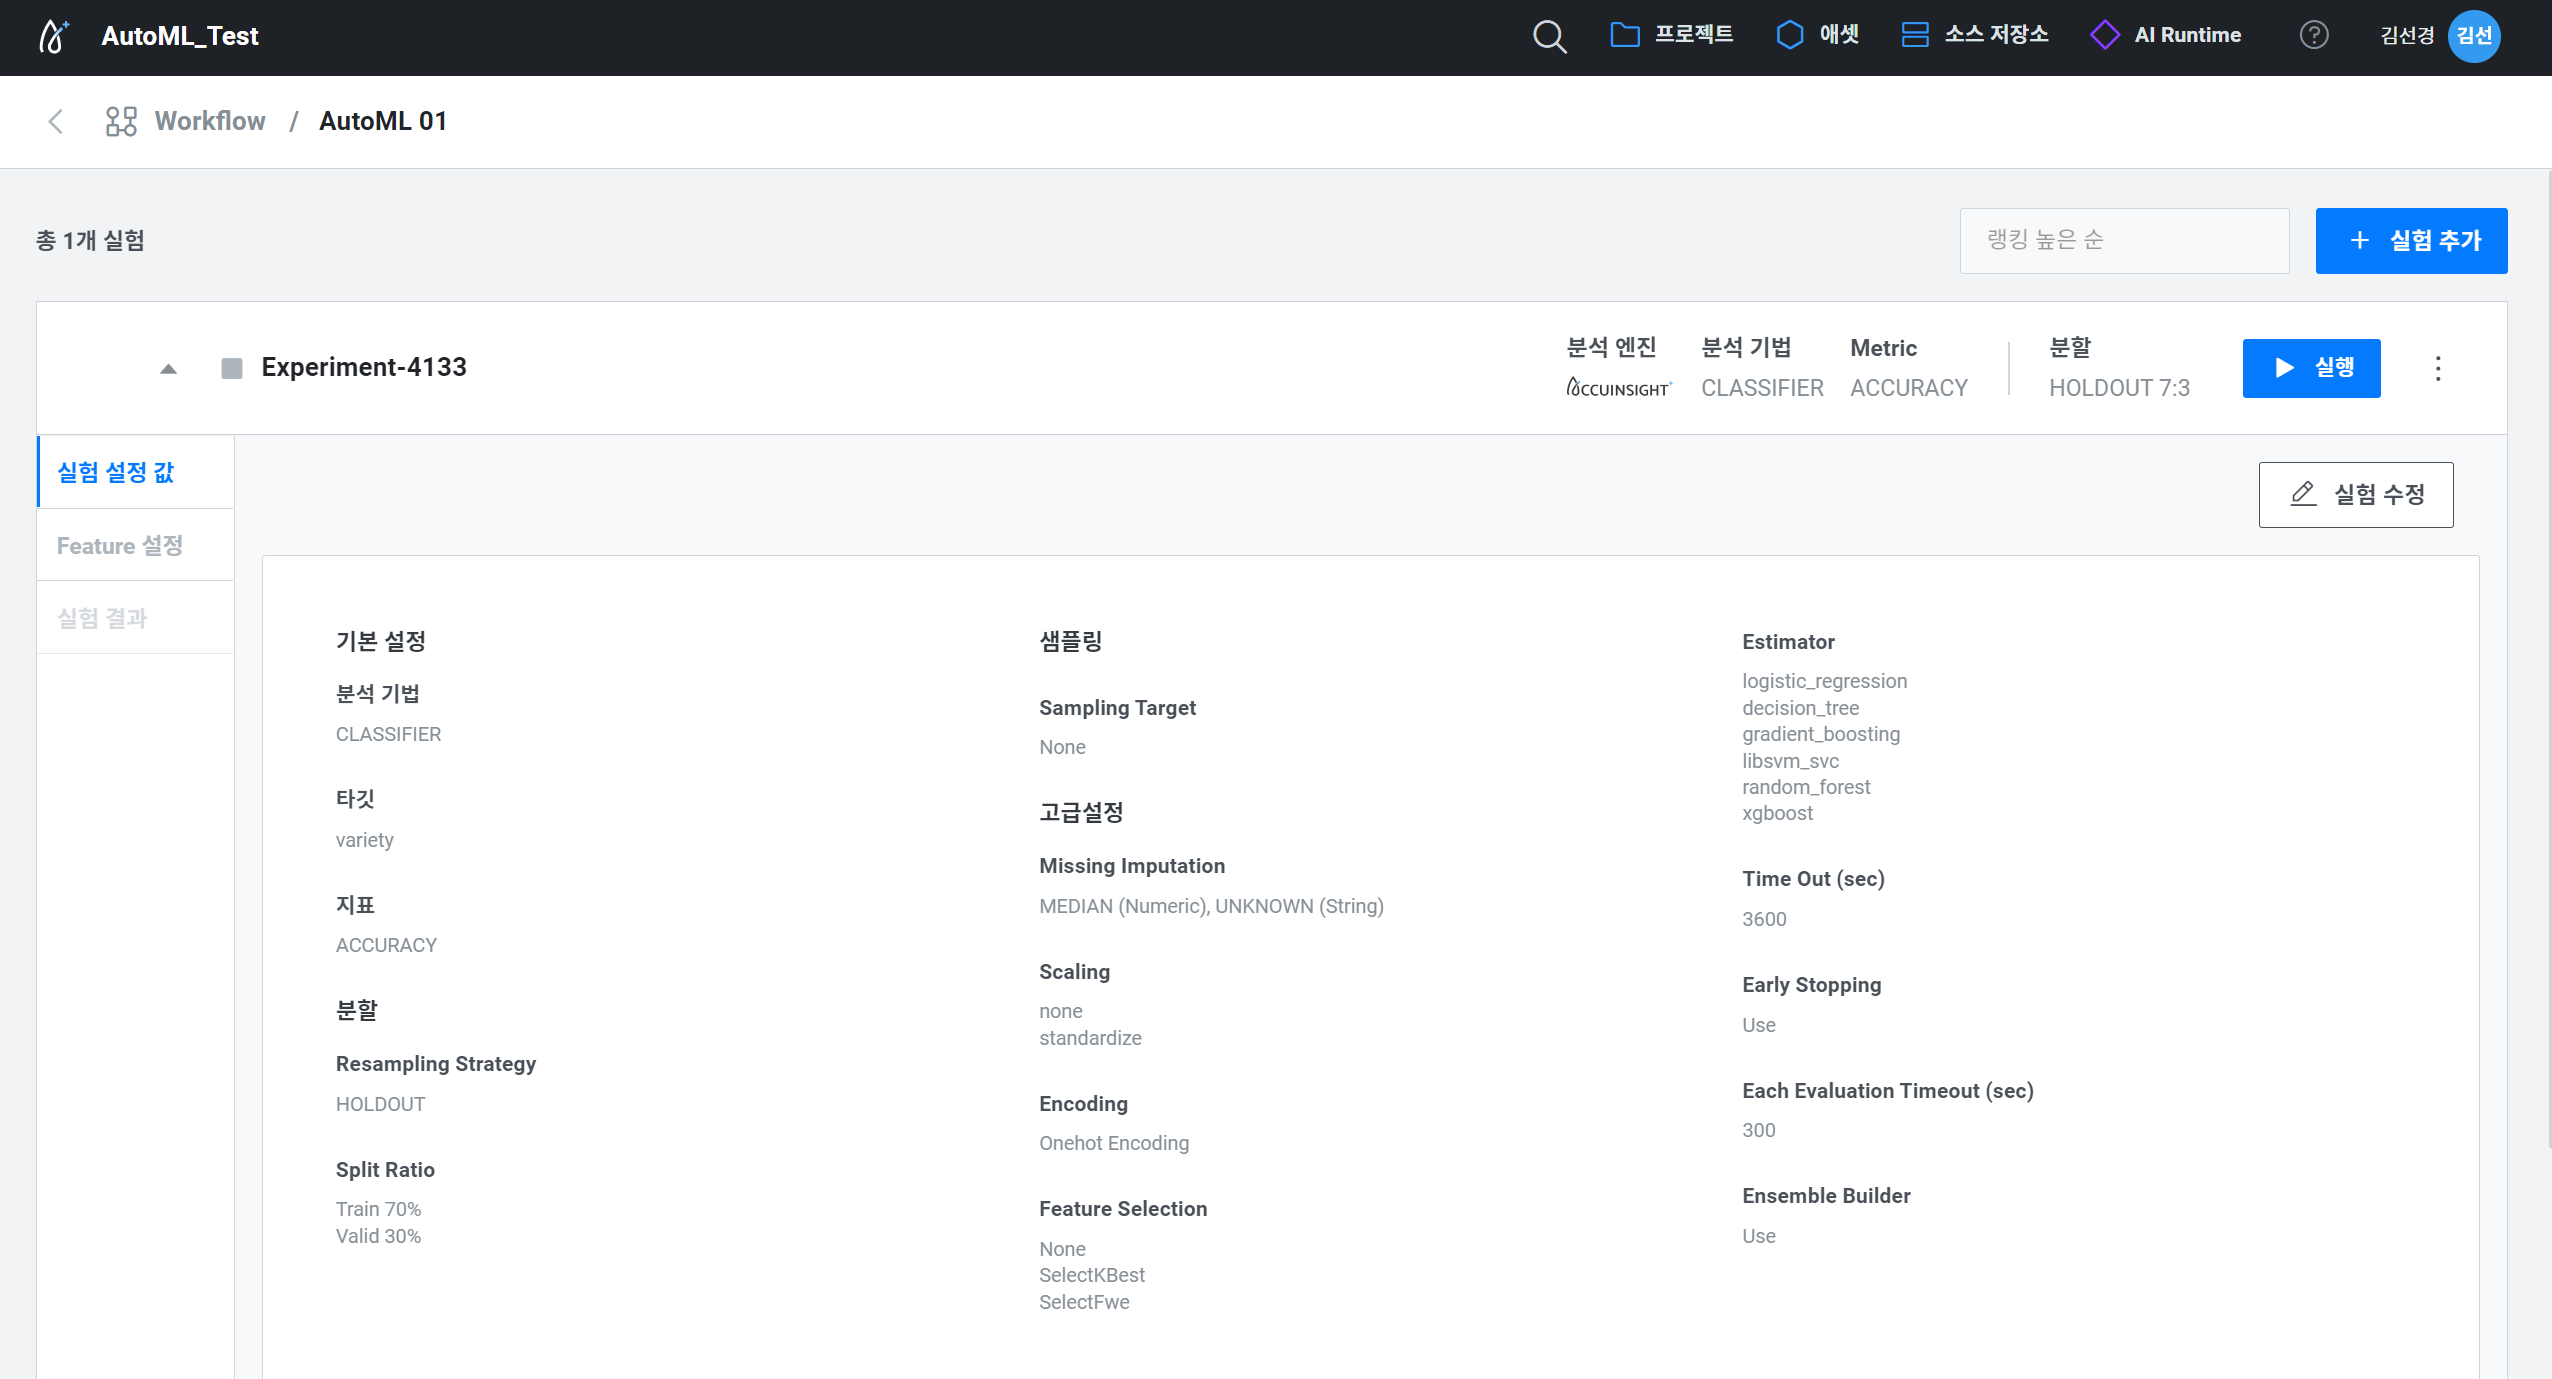 AutoML_Test
프로젝트
애셋
소스 저장소
AI Runtime
?
김선경
김선
Workflow / AutoML 01
총 1개 실험
랭킹 높은 순
+ 실험 추가
Experiment-4133
분석 엔진
ACCUINSIGHT+
분석 기법
CLASSIFIER
Metric
ACCURACY
분할
HOLDOUT 7:3
실행
실험 설정 값
Feature 설정
실험 결과
실험 수정
기본 설정
분석 기법
CLASSIFIER
타깃
variety
지표
ACCURACY
분할
Resampling Strategy
HOLDOUT
Split Ratio
Train 70%
Valid 30%
샘플링
Sampling Target
None
고급설정
Missing Imputation
MEDIAN (Numeric), UNKNOWN (String)
Scaling
none
standardize
Encoding
Onehot Encoding
Feature Selection
None
SelectKBest
SelectFwe
Estimator
logistic_regression
decision_tree
gradient_boosting
libsvm_svc
random_forest
xgboost
Time Out (sec)
3600
Early Stopping
Use
Each Evaluation Timeout (sec)
300
Ensemble Builder
Use